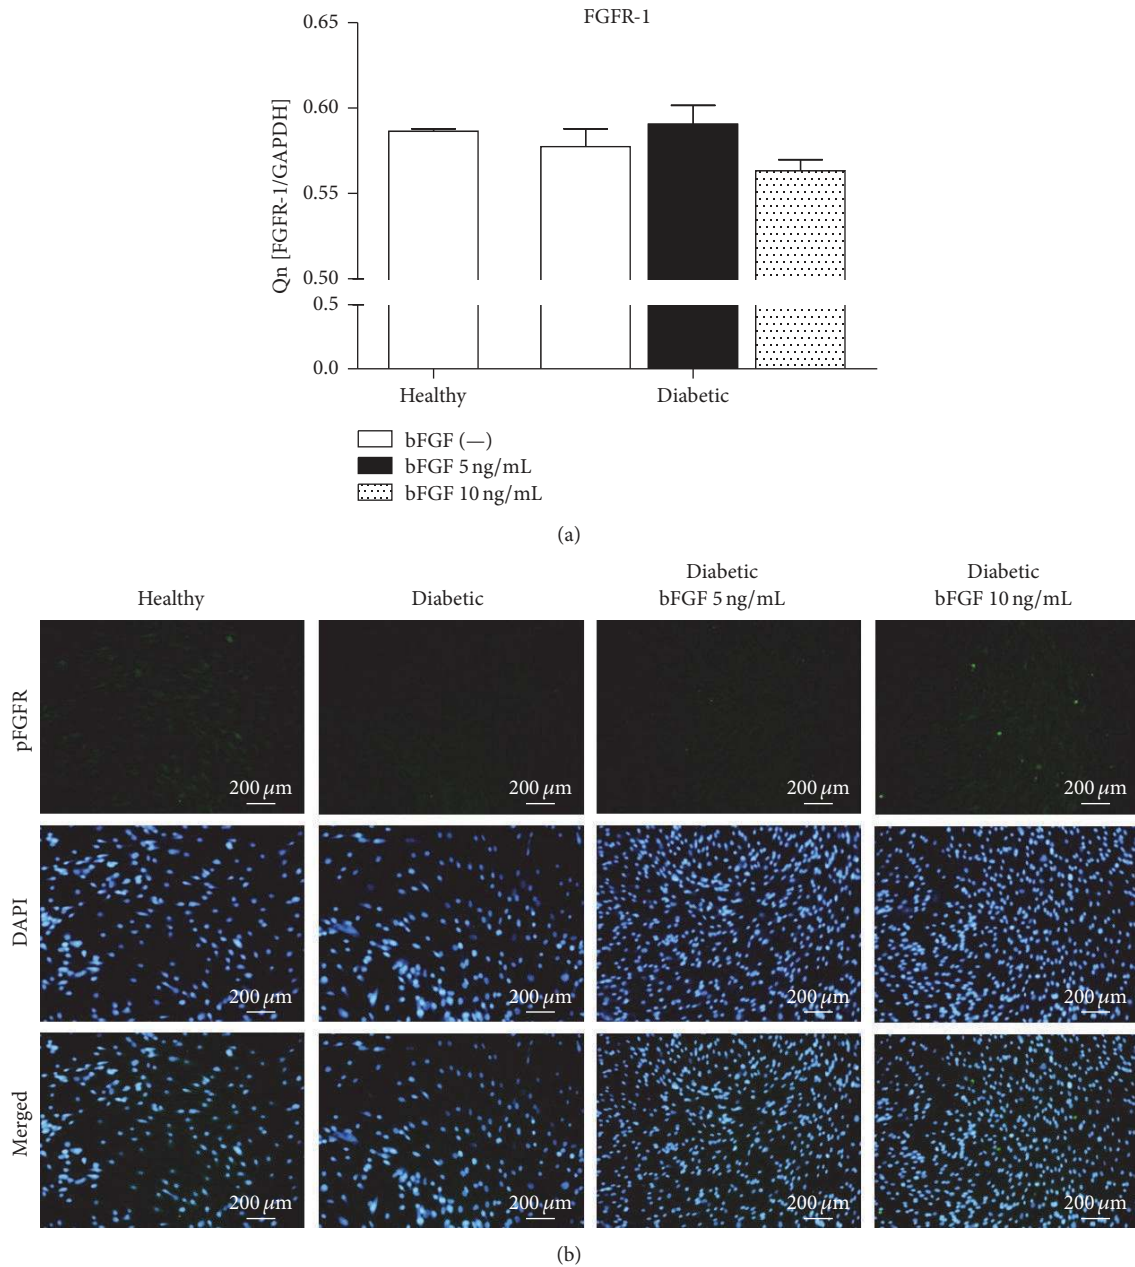 FGFR-1
Qn [FGFR-1/GAPDH]
0.65
0.60
0.55
0.50
0.5
0.0
Healthy
Diabetic
bFGF (—)
bFGF 5 ng/mL
bFGF 10 ng/mL
(a)
Healthy
Diabetic
Diabetic
bFGF 5 ng/mL
Diabetic
bFGF 10 ng/mL
pFGFR
200 μm
200 μm
200 μm
200 μm
DAPI
200 μm
200 μm
200 μm
200 μm
Merged
200 μm
200 μm
200 μm
200 μm
(b)